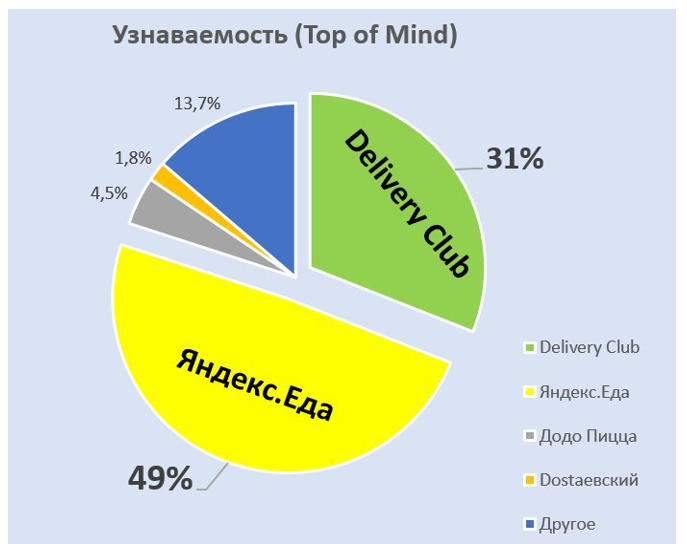 Узнаваемость (Top of Mind)
13,7%
31%
1,8%
4,5%
Delivery Club
Яндекс.Еда
49%
Delivery Club
Яндекс.Еда
Додо Пицца
Dostaевский
Другое